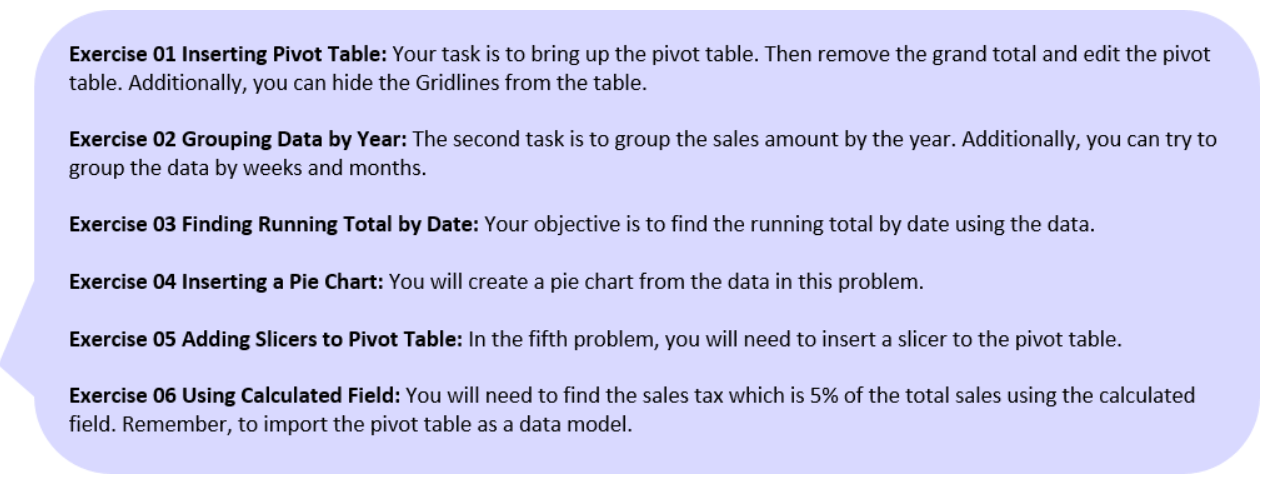 Exercise 01 Inserting Pivot Table: Your task is to bring up the pivot table. Then remove the grand total and edit the pivot
table. Additionally, you can hide the Gridlines from the table.
Exercise 02 Grouping Data by Year: The second task is to group the sales amount by the year. Additionally, you can try to
group the data by weeks and months.
Exercise 03 Finding Running Total by Date: Your objective is to find the running total by date using the data.
Exercise 04 Inserting a Pie Chart: You will create a pie chart from the data in this problem.
Exercise 05 Adding Slicers to Pivot Table: In the fifth problem, you will need to insert a slicer to the pivot table.
Exercise 06 Using Calculated Field: You will need to find the sales tax which is 5% of the total sales using the calculated
field. Remember, to import the pivot table as a data model.